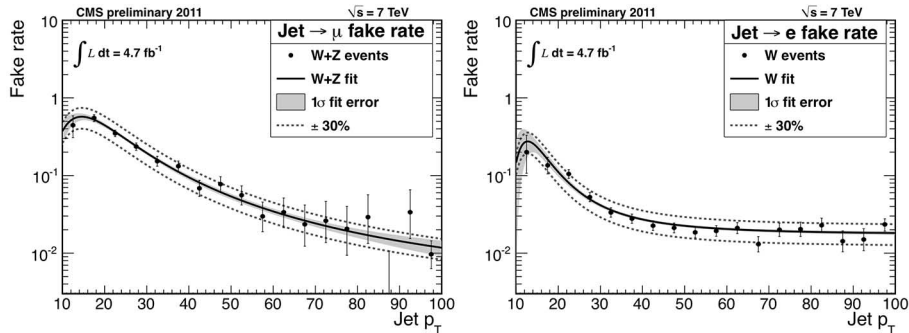 CMS preliminary 2011 √s = 7 TeV
Fake rate
∫ L dt = 4.7 fb⁻¹
Jet → μ fake rate
W+Z events
W+Z fit
1σ fit error
± 30%
1
10⁻¹
10⁻²
10 20 30 40 50 60 70 80 90 100
Jet p_T
CMS preliminary 2011 √s = 7 TeV
Fake rate
∫ L dt = 4.7 fb⁻¹
Jet → e fake rate
W events
W fit
1σ fit error
± 30%
1
10⁻¹
10⁻²
10 20 30 40 50 60 70 80 90 100
Jet p_T